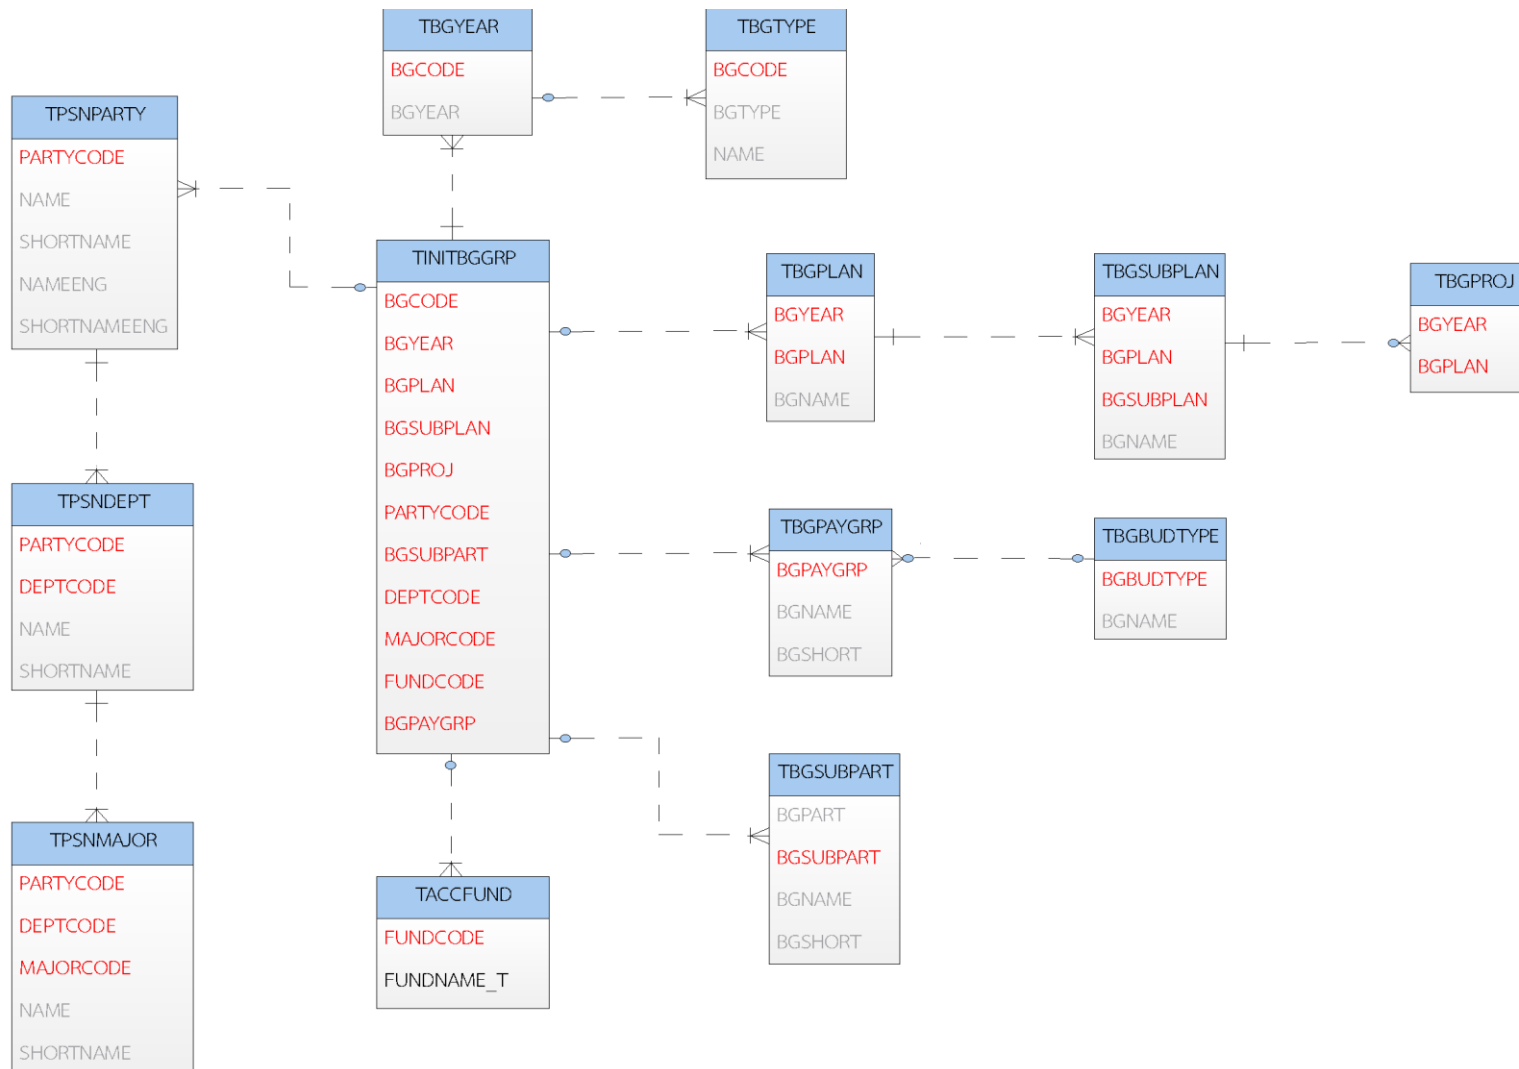 TBGYEAR
BGCODE
BGYEAR
TBGTYPE
BGCODE
BGTYPE
NAME
TPSNPARTY
PARTYCODE
NAME
SHORTNAME
NAMEENG
SHORTNAMEENG
TINITBGGRP
BGCODE
BGYEAR
BGPLAN
BGSUBPLAN
BGPROJ
PARTYCODE
BGSUBPART
DEPTCODE
MAJORCODE
FUNDCODE
BGPAYGRP
TBGPLAN
BGYEAR
BGPLAN
BGNAME
TBGSUBPLAN
BGYEAR
BGPLAN
BGSUBPLAN
BGNAME
TBGPROJ
BGYEAR
BGPLAN
TPSNDEPT
PARTYCODE
DEPTCODE
NAME
SHORTNAME
TBGPAYGRP
BGPAYGRP
BGNAME
BGSHORT
TBGBUDTYPE
BGBUDTYPE
BGNAME
TBGSUBPART
BGPART
BGSUBPART
BGNAME
BGSHORT
TPSNMAJOR
PARTYCODE
DEPTCODE
MAJORCODE
NAME
SHORTNAME
TACCFUND
FUNDCODE
FUNDNAME_T